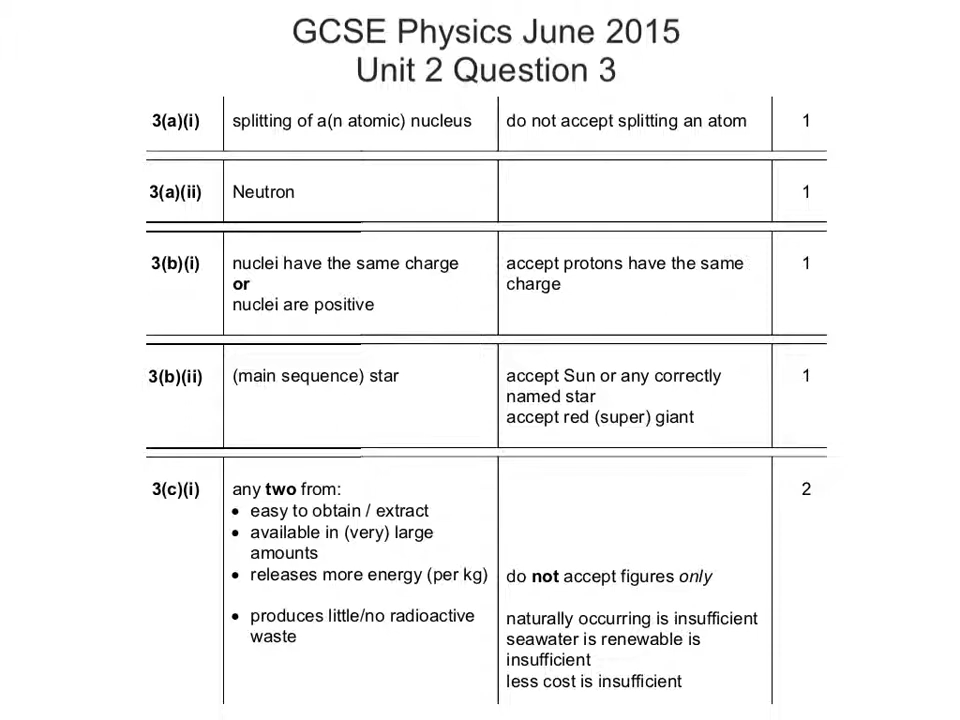 GCSE Physics June 2015
Unit 2 Question 3
3(a)(i) splitting of a(n atomic) nucleus do not accept splitting an atom 1
3(a)(ii) Neutron 1
3(b)(i) nuclei have the same charge accept protons have the same 1
or charge
nuclei are positive
3(b)(ii) (main sequence) star accept Sun or any correctly 1
named star
accept red (super) giant
3(c)(i) any two from: 2
• easy to obtain / extract
• available in (very) large
amounts
• releases more energy (per kg) do not accept figures only
• produces little/no radioactive naturally occurring is insufficient
waste seawater is renewable is
insufficient
less cost is insufficient